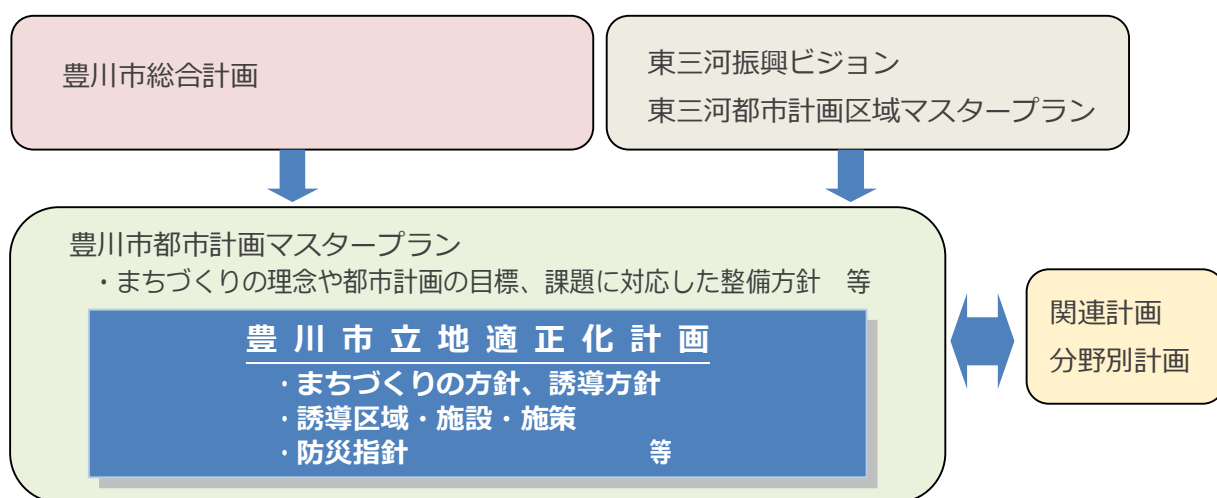 豊川市総合計画
東三河振興ビジョン
東三河都市計画区域マスタープラン
豊川市都市計画マスタープラン
・まちづくりの理念や都市計画の目標、課題に対応した整備方針　等
豊川市立地適正化計画
・まちづくりの方針、誘導方針
・誘導区域・施設・施策
・防災指針　等
関連計画
分野別計画